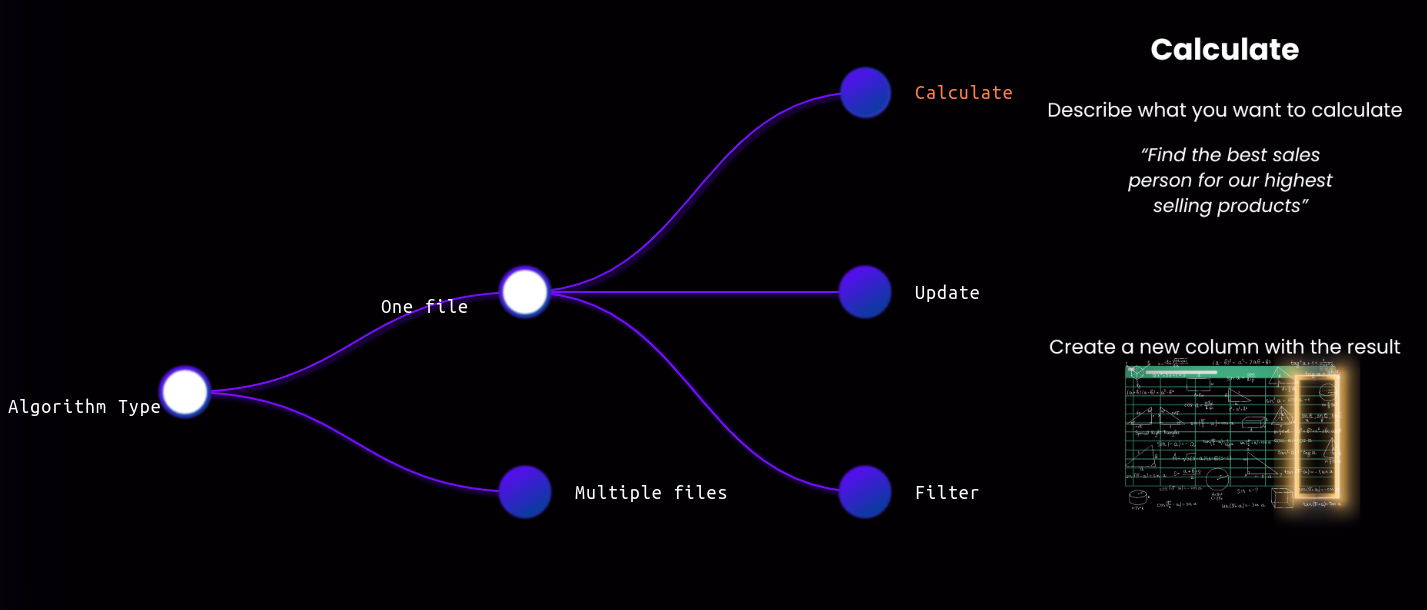 Calculate
Calculate
Describe what you want to calculate
“Find the best sales
person for our highest
selling products”
One file
Update
Algorithm Type
Create a new column with the result
Multiple files
Filter